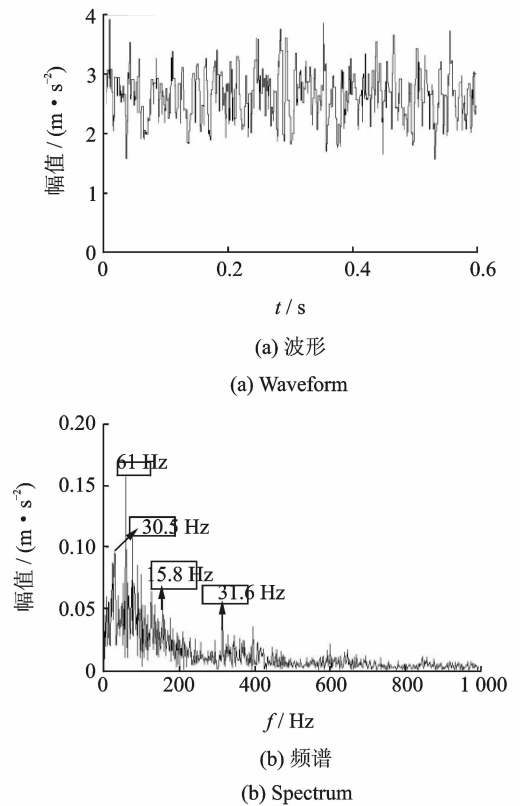 4
3
2
1
0
幅值 / (m·s⁻²)
0 0.2 0.4 0.6
t / s
(a) 波形
(a) Waveform
0.20
0.15
0.10
0.05
0
幅值 / (m·s⁻²)
61 Hz
30.5 Hz
15.8 Hz
31.6 Hz
0 200 400 600 800 1 000
f / Hz
(b) 频谱
(b) Spectrum